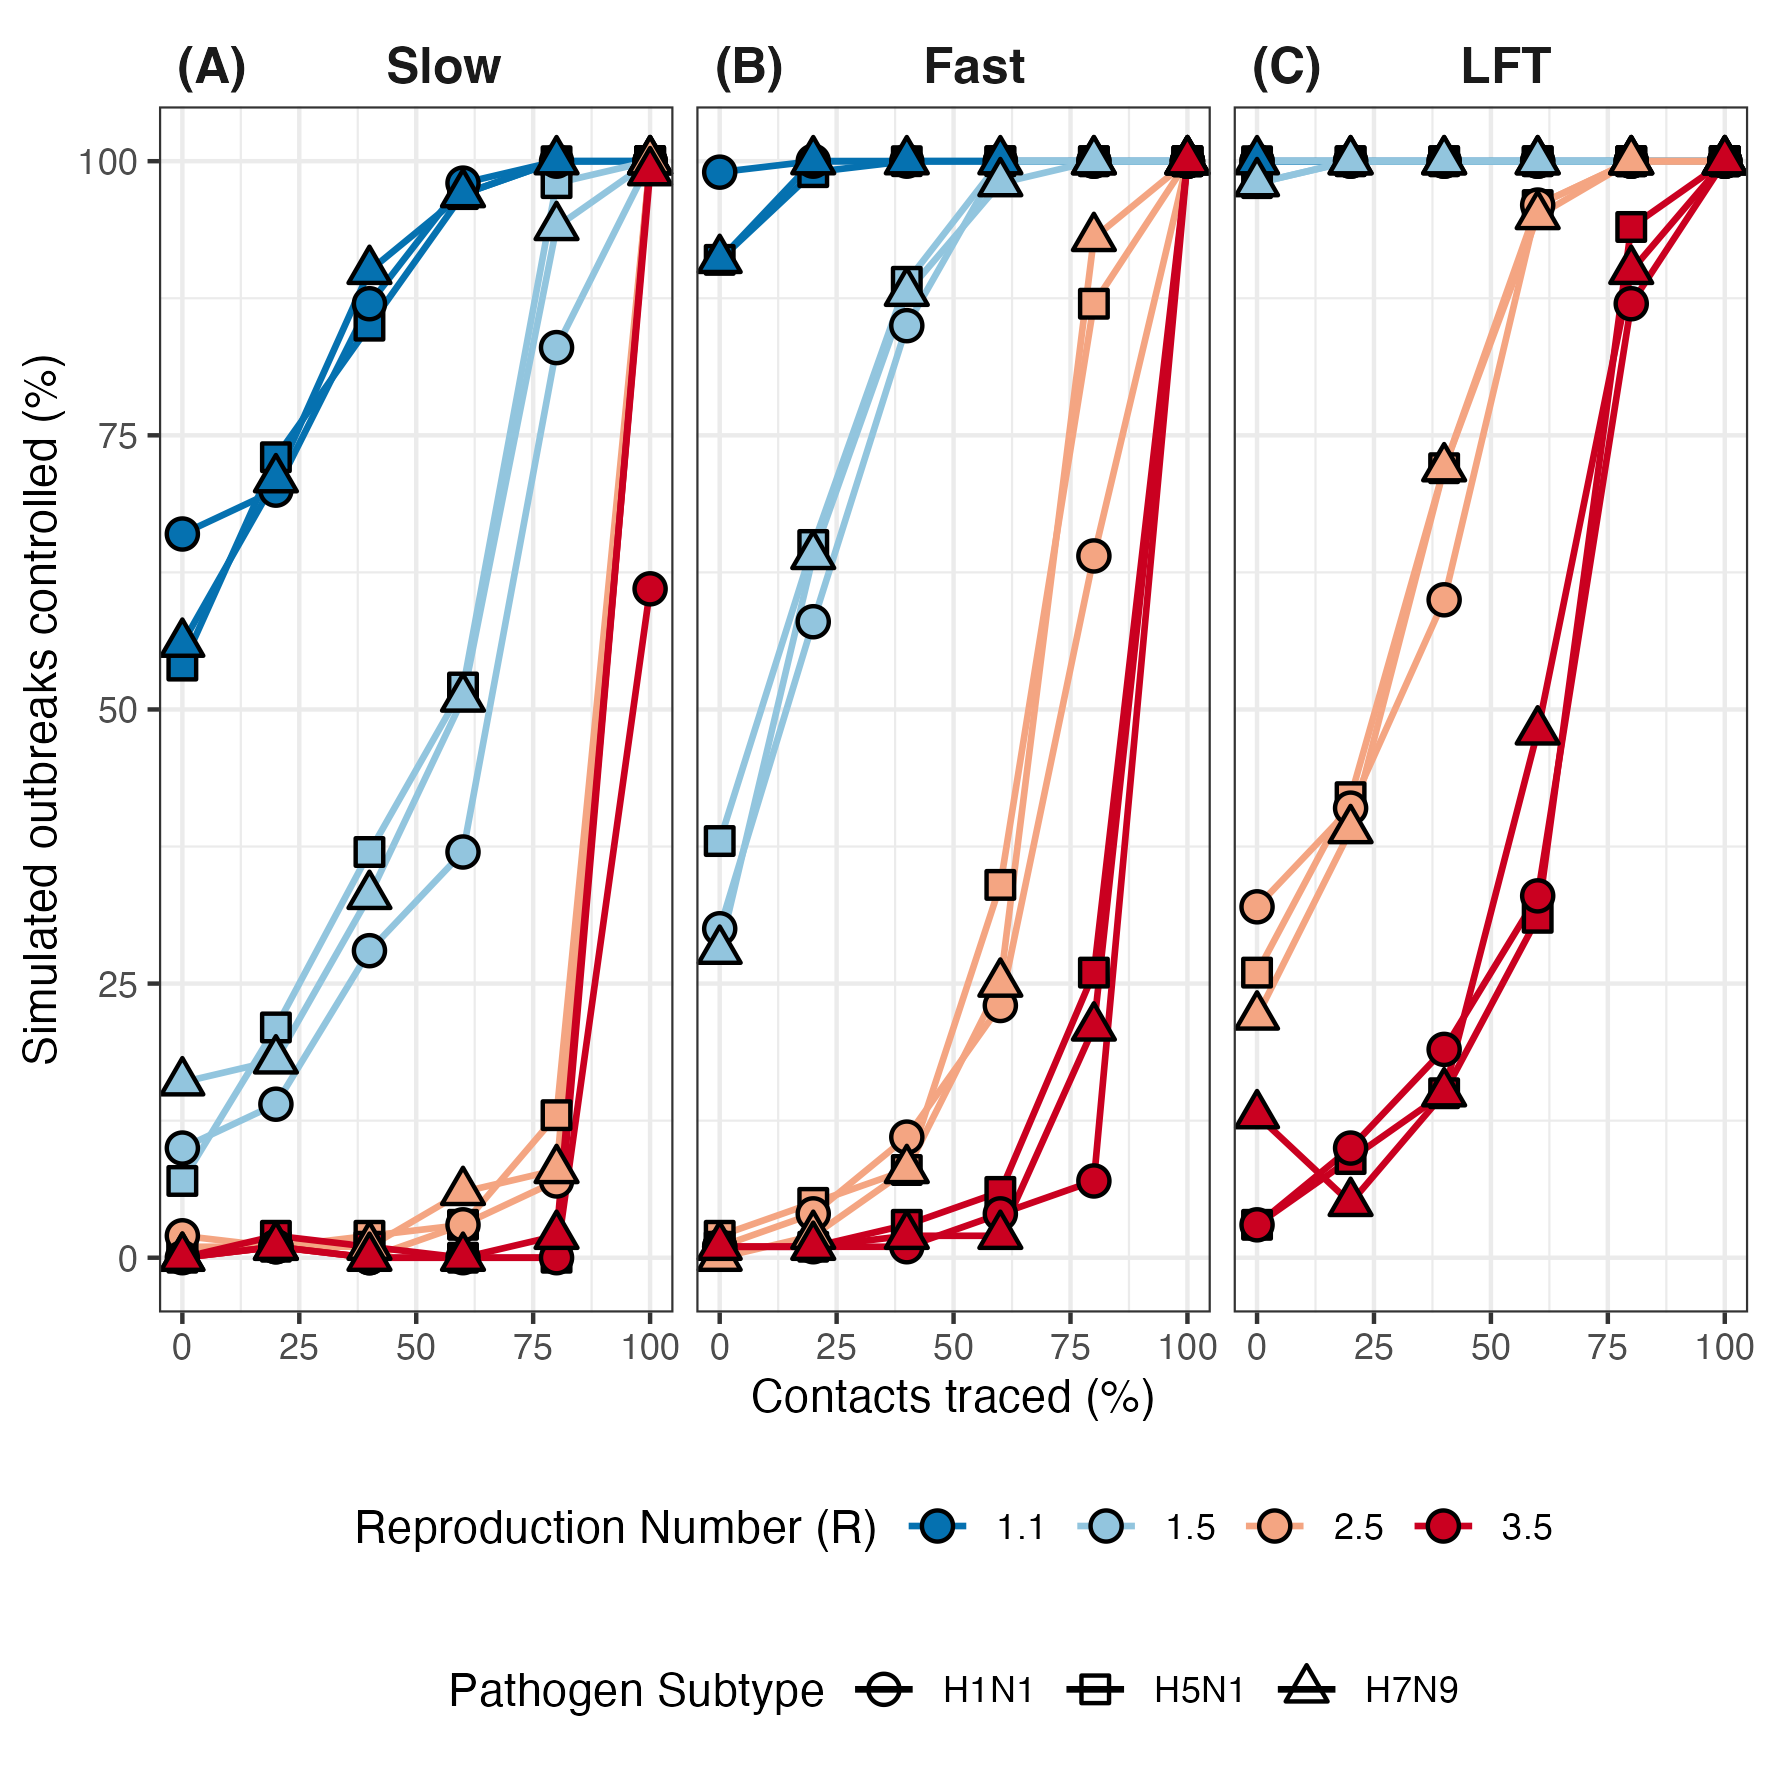 (A) Slow (B) Fast (C) LFT
Simulated outbreaks controlled (%)
100
75
50
25
0
0 25 50 75 100 0 25 50 75 100 0 25 50 75 100
Contacts traced (%)
Reproduction Number (R) 1.1 1.5 2.5 3.5
Pathogen Subtype H1N1 H5N1 H7N9